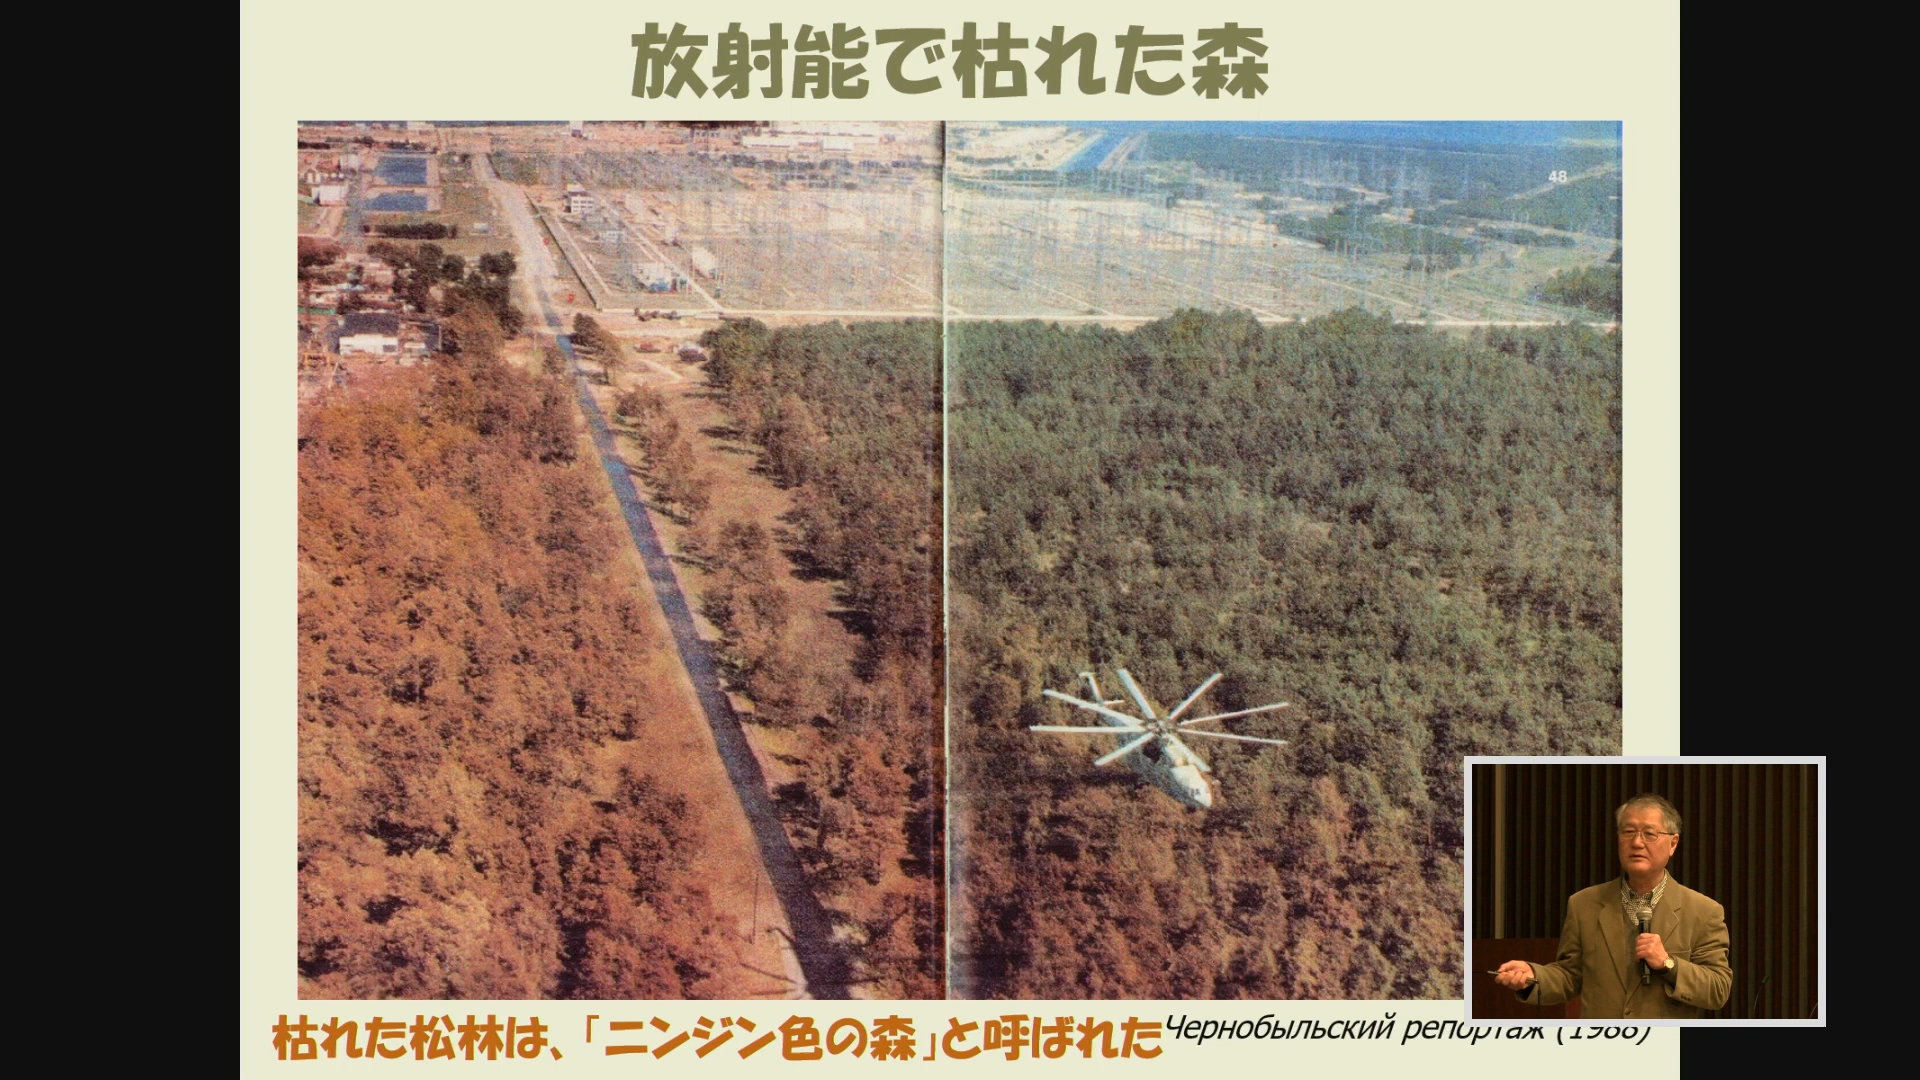 放射能で枯れた森
48
枯れた松林は、「ニンジン色の森」と呼ばれた
Чернобыльский репортаж (1988)